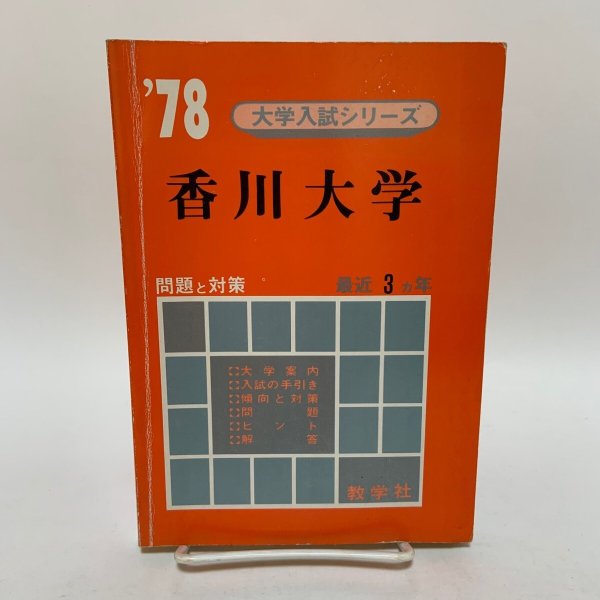 '78
大学入試シリーズ
香川大学
問題と対策
最近3カ年
大学案内
入試の手引き
傾向と対策
問題
ヒント
解答
教学社